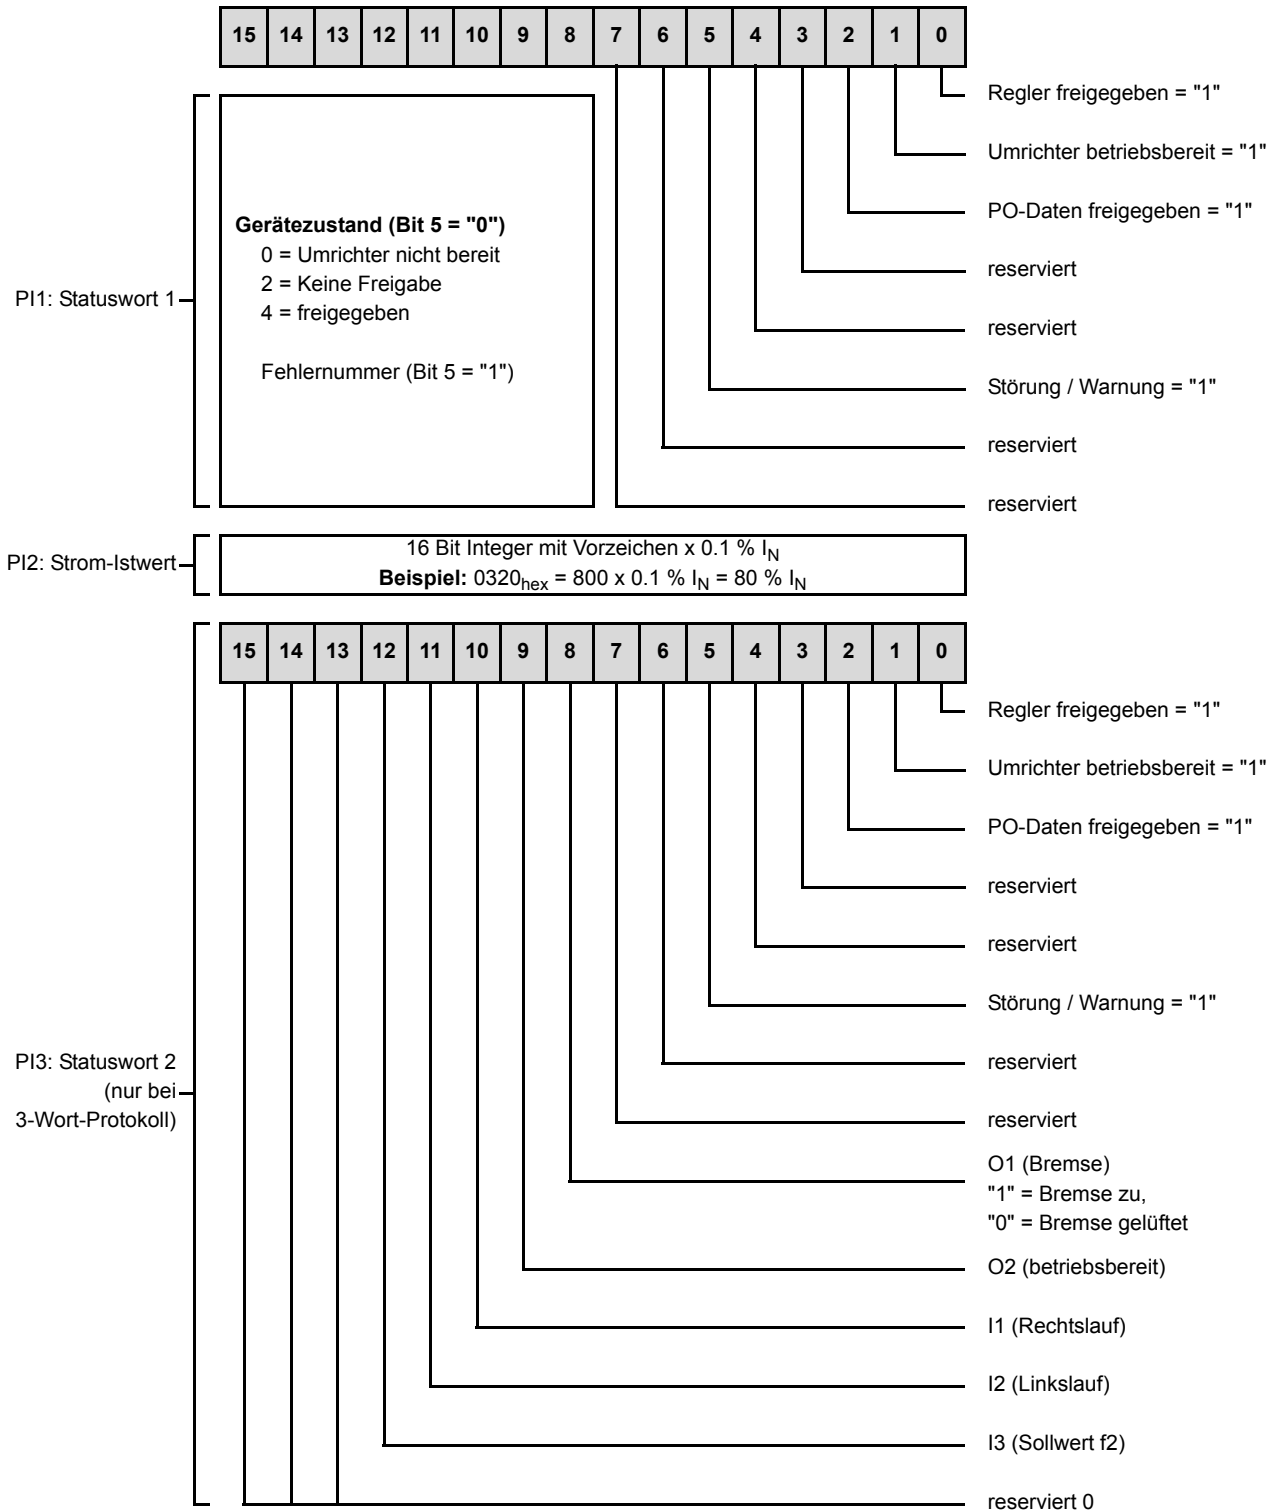 15 14 13 12 11 10 9 8 7 6 5 4 3 2 1 0
Regler freigegeben = "1"
Umrichter betriebsbereit = "1"
PO-Daten freigegeben = "1"
reserviert
reserviert
Störung / Warnung = "1"
reserviert
reserviert
PI1: Statuswort 1
Gerätezustand (Bit 5 = "0")
0 = Umrichter nicht bereit
2 = Keine Freigabe
4 = freigegeben
Fehlernummer (Bit 5 = "1")
PI2: Strom-Istwert
16 Bit Integer mit Vorzeichen x 0.1 % I_N
Beispiel: 0320_hex = 800 x 0.1 % I_N = 80 % I_N
15 14 13 12 11 10 9 8 7 6 5 4 3 2 1 0
Regler freigegeben = "1"
Umrichter betriebsbereit = "1"
PO-Daten freigegeben = "1"
reserviert
reserviert
Störung / Warnung = "1"
reserviert
reserviert
PI3: Statuswort 2
(nur bei
3-Wort-Protokoll)
O1 (Bremse)
"1" = Bremse zu,
"0" = Bremse gelüftet
O2 (betriebsbereit)
I1 (Rechtslauf)
I2 (Linkslauf)
I3 (Sollwert f2)
reserviert 0